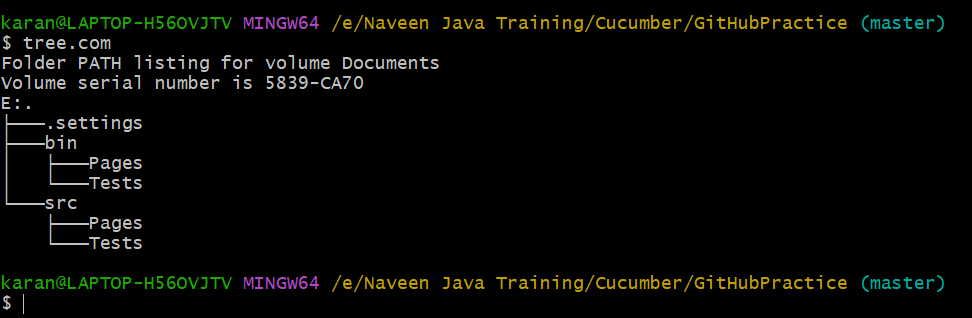 karan@LAPTOP-H56OVJTV MINGW64 /e/Naveen Java Training/Cucumber/GitHubPractice (master)
$ tree.com
Folder PATH listing for volume Documents
Volume serial number is 5839-CA70
E:.
├───.settings
├───bin
│   ├───Pages
│   └───Tests
└───src
    ├───Pages
    └───Tests
karan@LAPTOP-H56OVJTV MINGW64 /e/Naveen Java Training/Cucumber/GitHubPractice (master)
$